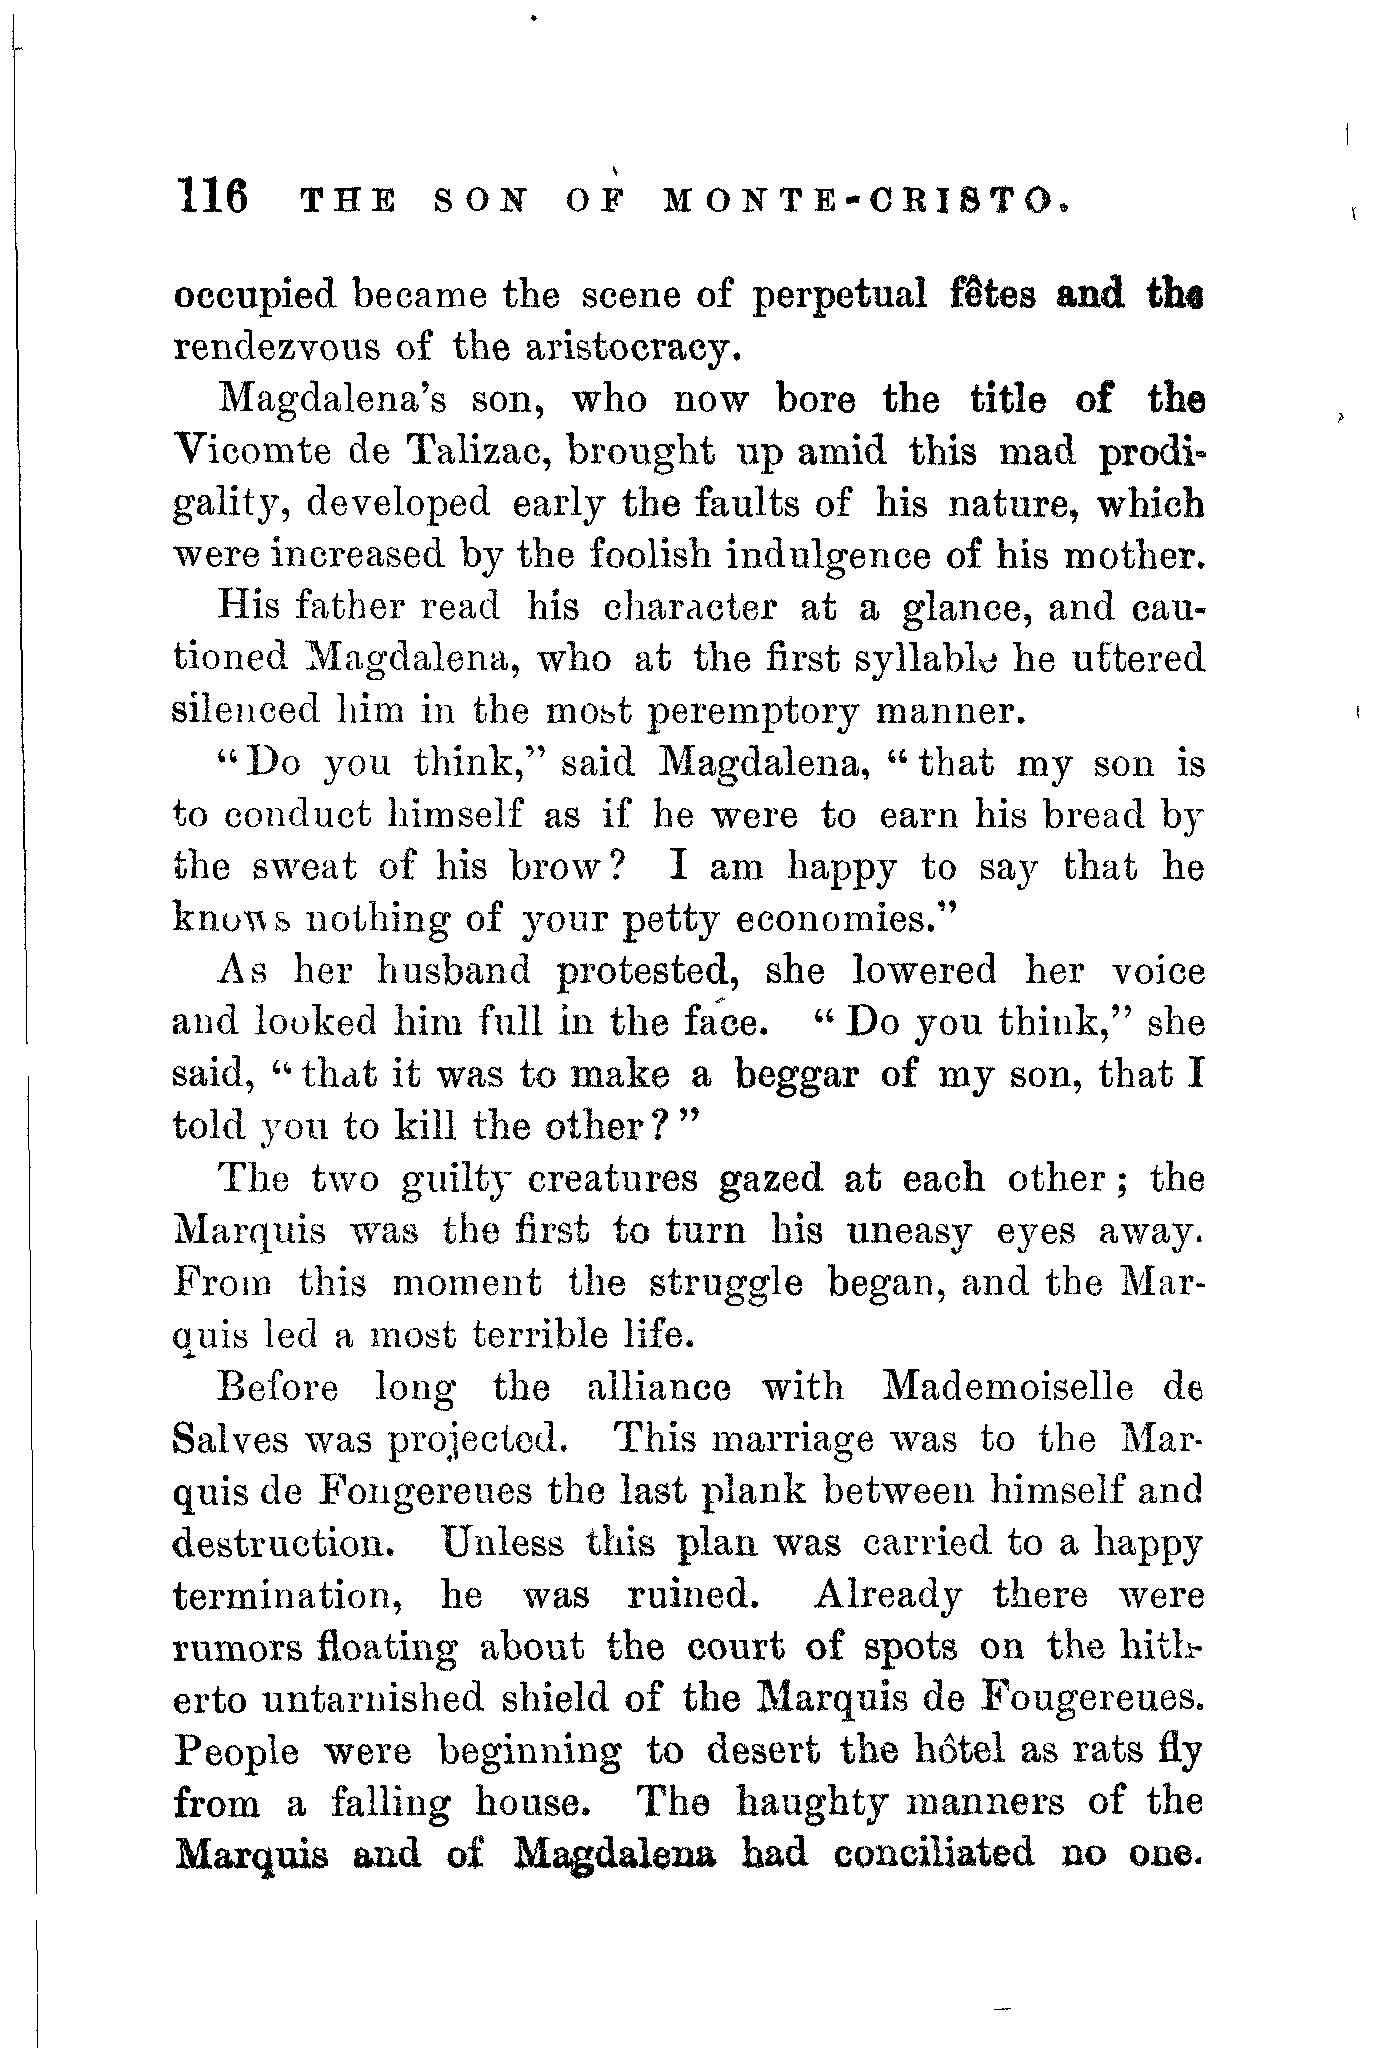 116 THE SON OF MONTE-CRISTO.
occupied became the scene of perpetual fêtes and the
rendezvous of the aristocracy.
Magdalena's son, who now bore the title of the
Vicomte de Talizac, brought up amid this mad prodi-
gality, developed early the faults of his nature, which
were increased by the foolish indulgence of his mother.
His father read his character at a glance, and cau-
tioned Magdalena, who at the first syllable he uttered
silenced him in the most peremptory manner.
"Do you think," said Magdalena, "that my son is
to conduct himself as if he were to earn his bread by
the sweat of his brow? I am happy to say that he
knows nothing of your petty economies."
As her husband protested, she lowered her voice
and looked him full in the face. "Do you think," she
said, "that it was to make a beggar of my son, that I
told you to kill the other?"
The two guilty creatures gazed at each other; the
Marquis was the first to turn his uneasy eyes away.
From this moment the struggle began, and the Mar-
quis led a most terrible life.
Before long the alliance with Mademoiselle de
Salves was projected. This marriage was to the Mar-
quis de Fongereues the last plank between himself and
destruction. Unless this plan was carried to a happy
termination, he was ruined. Already there were
rumors floating about the court of spots on the hith-
erto untarnished shield of the Marquis de Fougereues.
People were beginning to desert the hôtel as rats fly
from a falling house. The haughty manners of the
Marquis and of Magdalena had conciliated no one.